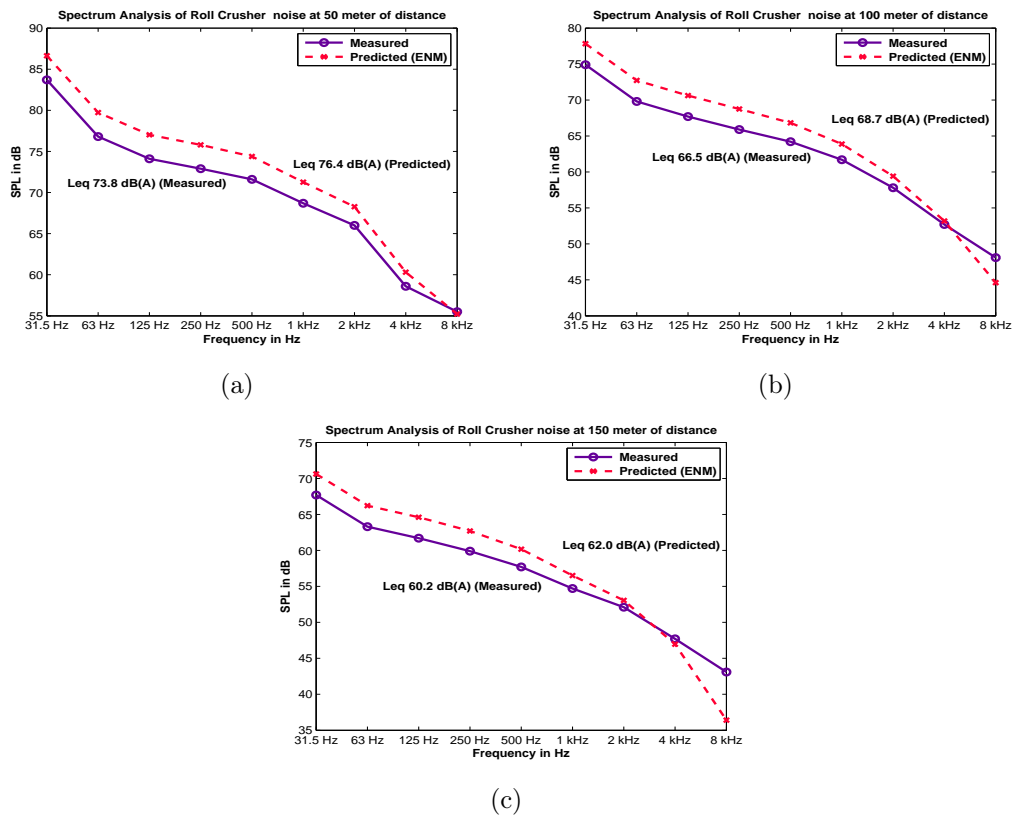 Spectrum Analysis of Roll Crusher noise at 50 meter of distance
90
85
80
75
70
65
60
55
SPL in dB
Measured
Predicted (ENM)
Leq 76.4 dB(A) (Predicted)
Leq 73.8 dB(A) (Measured)
31.5 Hz 63 Hz 125 Hz 250 Hz 500 Hz 1 kHz 2 kHz 4 kHz 8 kHz
Frequency in Hz
(a)
Spectrum Analysis of Roll Crusher noise at 100 meter of distance
80
75
70
65
60
55
50
45
40
SPL in dB
Measured
Predicted (ENM)
Leq 68.7 dB(A) (Predicted)
Leq 66.5 dB(A) (Measured)
31.5 Hz 63 Hz 125 Hz 250 Hz 500 Hz 1 kHz 2 kHz 4 kHz 8 kHz
Frequency in Hz
(b)
Spectrum Analysis of Roll Crusher noise at 150 meter of distance
75
70
65
60
55
50
45
40
35
SPL in dB
Measured
Predicted (ENM)
Leq 62.0 dB(A) (Predicted)
Leq 60.2 dB(A) (Measured)
31.5 Hz 63 Hz 125 Hz 250 Hz 500 Hz 1 kHz 2 kHz 4 kHz 8 kHz
Frequency in Hz
(c)